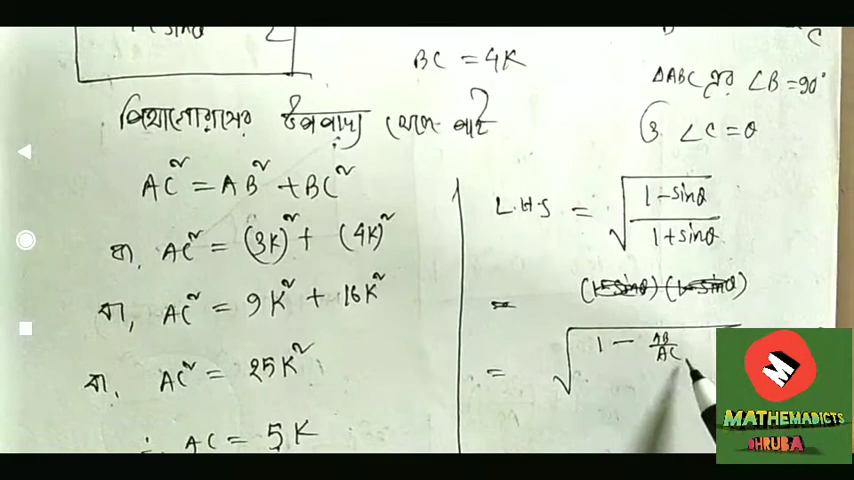 BC = 4K
C
ΔABC এর ∠B = 90°
ও ∠C = θ
পিথাগোরাসের উপপাদ্য থেকে পাই
AC² = AB² + BC²
বা, AC² = (3K)² + (4K)²
বা, AC² = 9K² + 16K²
বা, AC² = 25K²
∴ AC = 5K
L.H.S = √((1-sinθ)/(1+sinθ))
=
= √(1 - AB/AC
M
MATHEMADICTS
DHRUBA